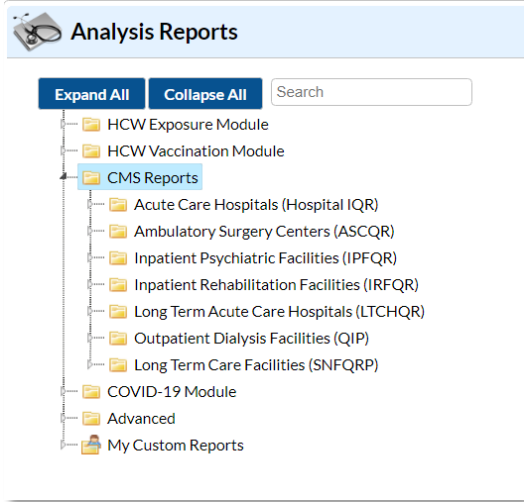 Analysis Reports
Expand All Collapse All Search
HCW Exposure Module
HCW Vaccination Module
CMS Reports
Acute Care Hospitals (Hospital IQR)
Ambulatory Surgery Centers (ASCQR)
Inpatient Psychiatric Facilities (IPFQR)
Inpatient Rehabilitation Facilities (IRFQR)
Long Term Acute Care Hospitals (LTCHQR)
Outpatient Dialysis Facilities (QIP)
Long Term Care Facilities (SNFQRP)
COVID-19 Module
Advanced
My Custom Reports